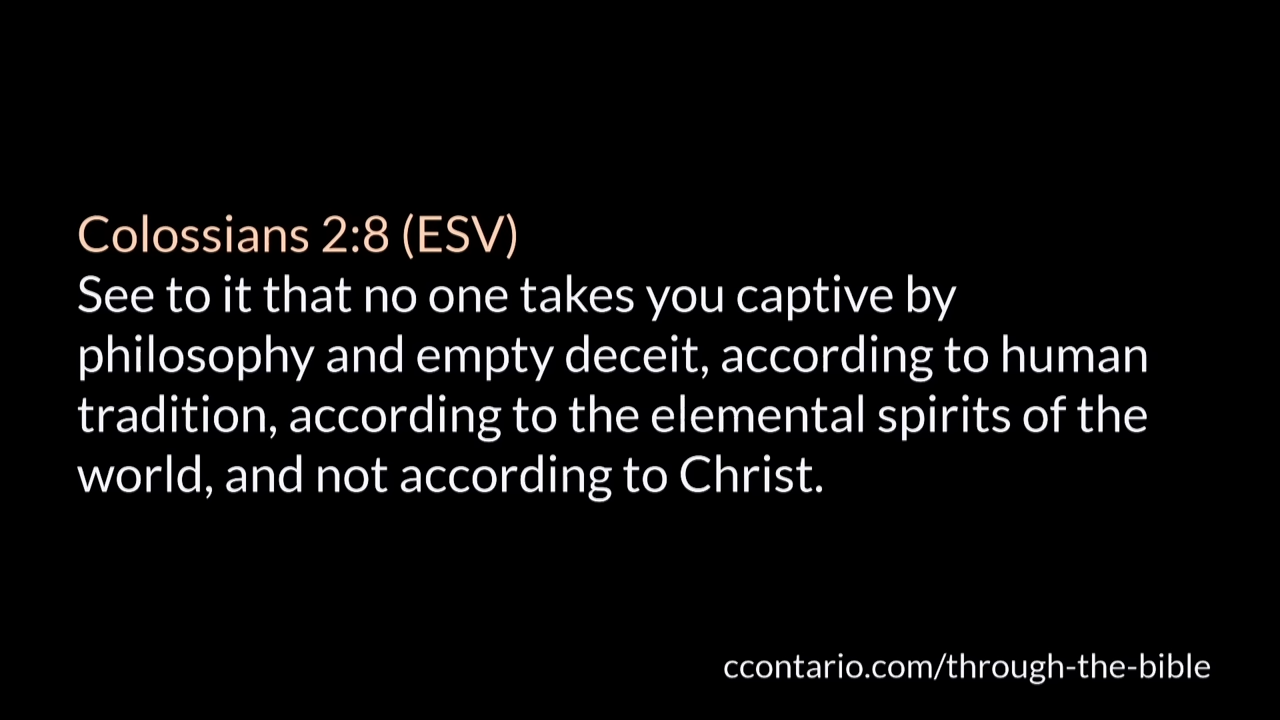 Colossians 2:8 (ESV)
See to it that no one takes you captive by
philosophy and empty deceit, according to human
tradition, according to the elemental spirits of the
world, and not according to Christ.
ccontario.com/through-the-bible